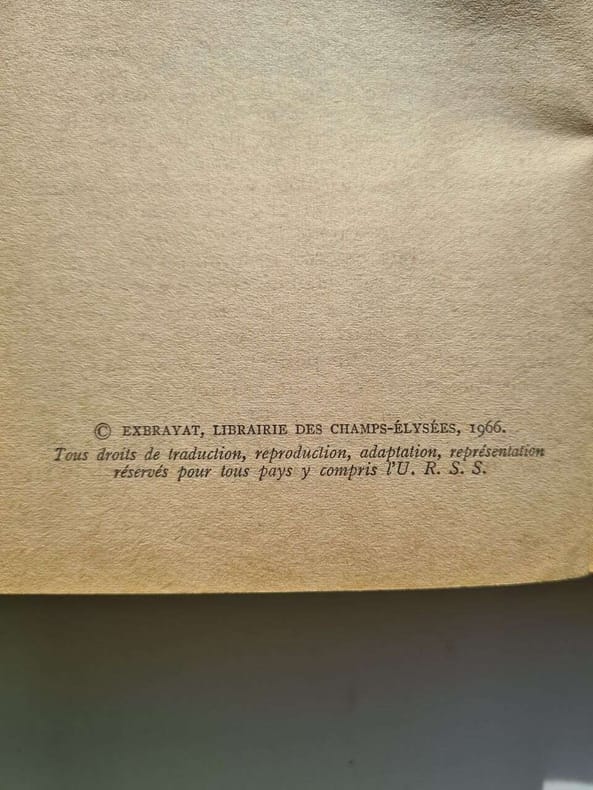 © EXBRAYAT, LIBRAIRIE DES CHAMPS-ÉLYSÉES, 1966.
Tous droits de traduction, reproduction, adaptation, représentation
réservés pour tous pays y compris l'U. R. S. S.